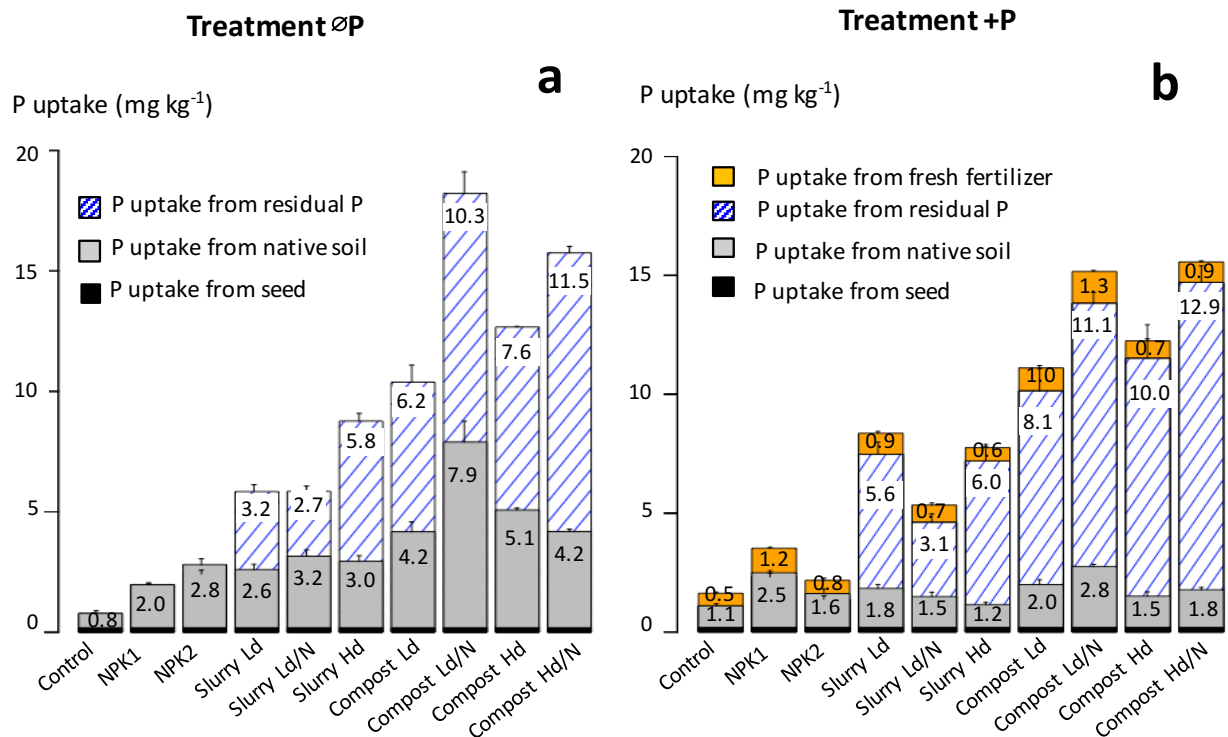 Treatment ∅P
a
P uptake (mg kg-1)
20
15
10
5
0
P uptake from residual P
P uptake from native soil
P uptake from seed
0.8
2.0
2.8
3.2
2.6
2.7
3.2
5.8
3.0
6.2
4.2
10.3
7.9
7.6
5.1
11.5
4.2
Control
NPK1
NPK2
Slurry Ld
Slurry Ld/N
Slurry Hd
Compost Ld
Compost Ld/N
Compost Hd
Compost Hd/N
Treatment +P
b
P uptake (mg kg-1)
20
15
10
5
0
P uptake from fresh fertilizer
P uptake from residual P
P uptake from native soil
P uptake from seed
0.5
1.1
1.2
2.5
0.8
1.6
0.9
5.6
1.8
0.7
3.1
1.5
0.6
6.0
1.2
1.0
8.1
2.0
1.3
11.1
2.8
0.7
10.0
1.5
0.9
12.9
1.8
Control
NPK1
NPK2
Slurry Ld
Slurry Ld/N
Slurry Hd
Compost Ld
Compost Ld/N
Compost Hd
Compost Hd/N